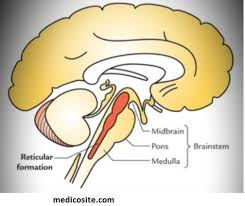 Midbrain
Pons
Brainstem
Medulla
Reticular
formation
medicosite.com